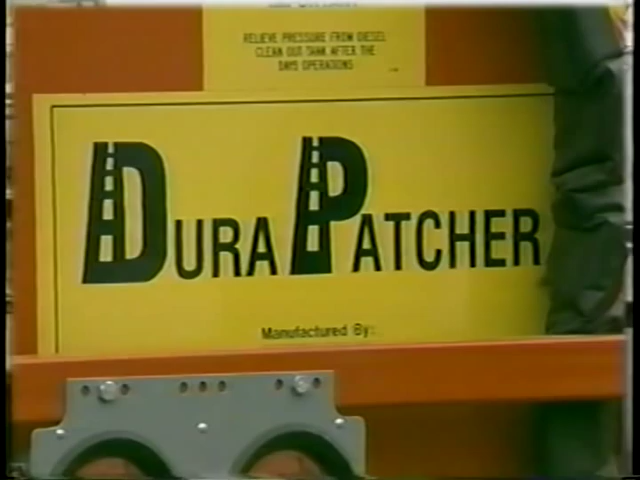 RELIEVE PRESSURE FROM DIESEL
CLEAN OUT TANK AFTER THE
DAYS OPERATIONS
DURA PATCHER
Manufactured By: